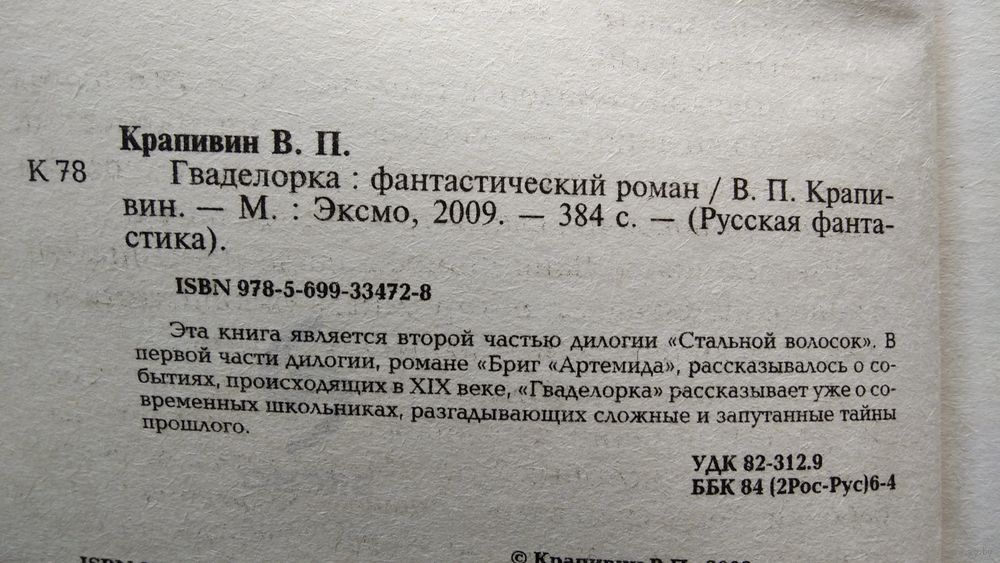 Крапивин В. П.
К 78 Гваделорка : фантастический роман / В. П. Крапи-
вин. — М. : Эксмо, 2009. — 384 с. — (Русская фанта-
стика).
ISBN 978-5-699-33472-8
Эта книга является второй частью дилогии «Стальной волосок». В
первой части дилогии, романе «Бриг «Артемида», рассказывалось о со-
бытиях, происходящих в XIX веке, «Гваделорка» рассказывает уже о со-
временных школьниках, разгадывающих сложные и запутанные тайны
прошлого.
УДК 82-312.9
ББК 84 (2Рос-Рус)6-4
© Крапивин В. П.